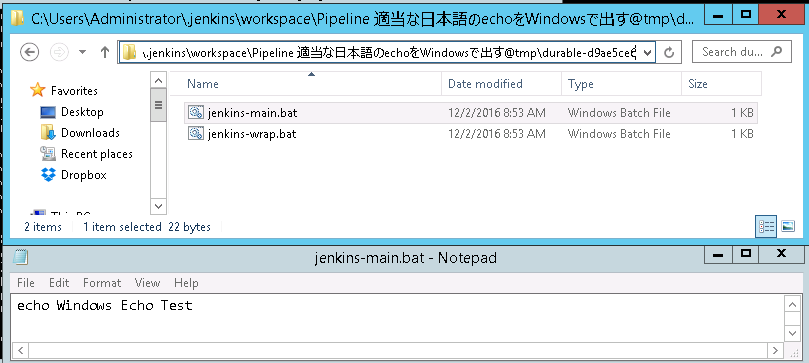 C:\Users\Administrator\.jenkins\workspace\Pipeline 適当な日本語のechoをWindowsで出す@tmp\d...
\.jenkins\workspace\Pipeline 適当な日本語のechoをWindowsで出す@tmp\durable-d9ae5cec
Search du...
Name Date modified Type Size
Favorites
Desktop
Downloads
Recent places
Dropbox
jenkins-main.bat 12/2/2016 8:53 AM Windows Batch File 1 KB
jenkins-wrap.bat 12/2/2016 8:53 AM Windows Batch File 1 KB
2 items 1 item selected 22 bytes
jenkins-main.bat - Notepad
File Edit Format View Help
echo Windows Echo Test